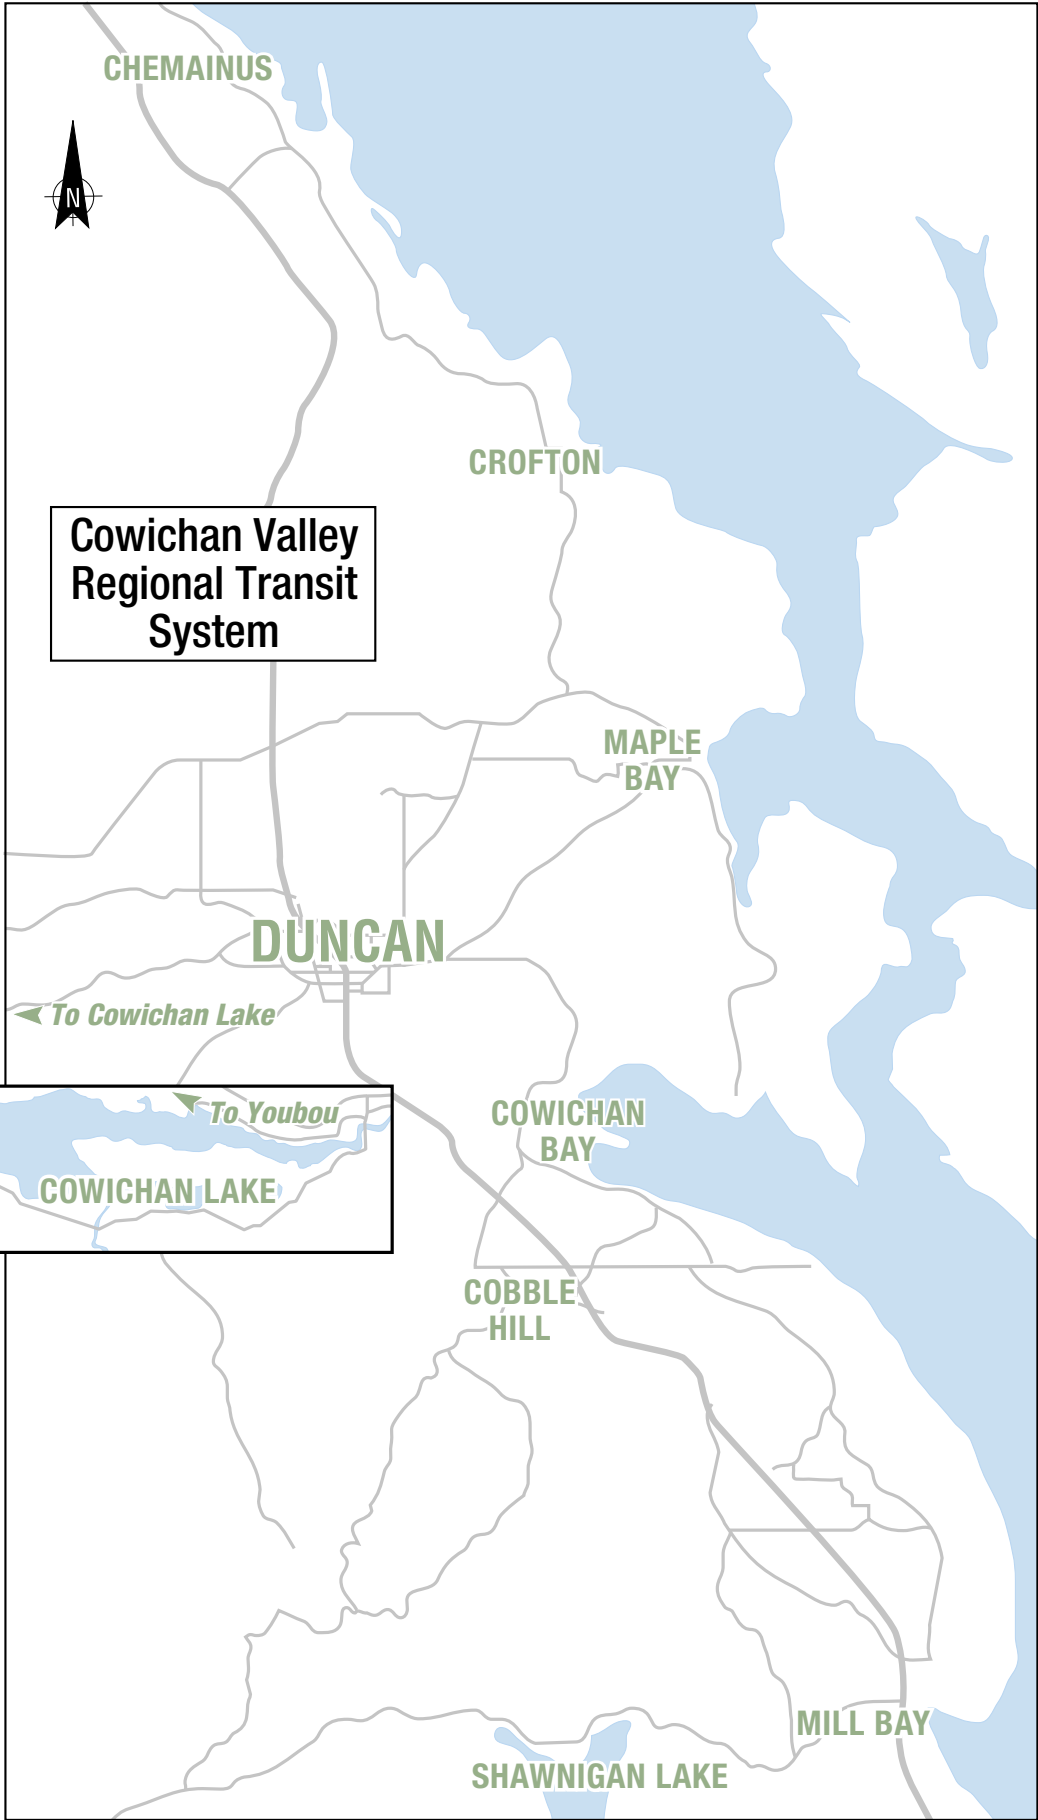 CHEMAINUS
N
CROFTON
Cowichan Valley
Regional Transit
System
MAPLE
BAY
DUNCAN
To Cowichan Lake
To Youbou
COWICHAN
BAY
COWICHAN LAKE
COBBLE
HILL
MILL BAY
SHAWNIGAN LAKE